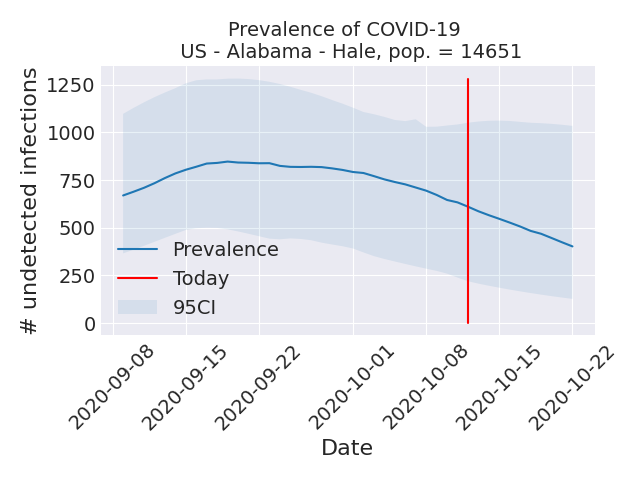 Prevalence of COVID-19
US - Alabama - Hale, pop. = 14651
# undetected infections
1250
1000
750
500
250
0
Prevalence
Today
95CI
2020-09-08
2020-09-15
2020-09-22
2020-10-01
2020-10-08
2020-10-15
2020-10-22
Date